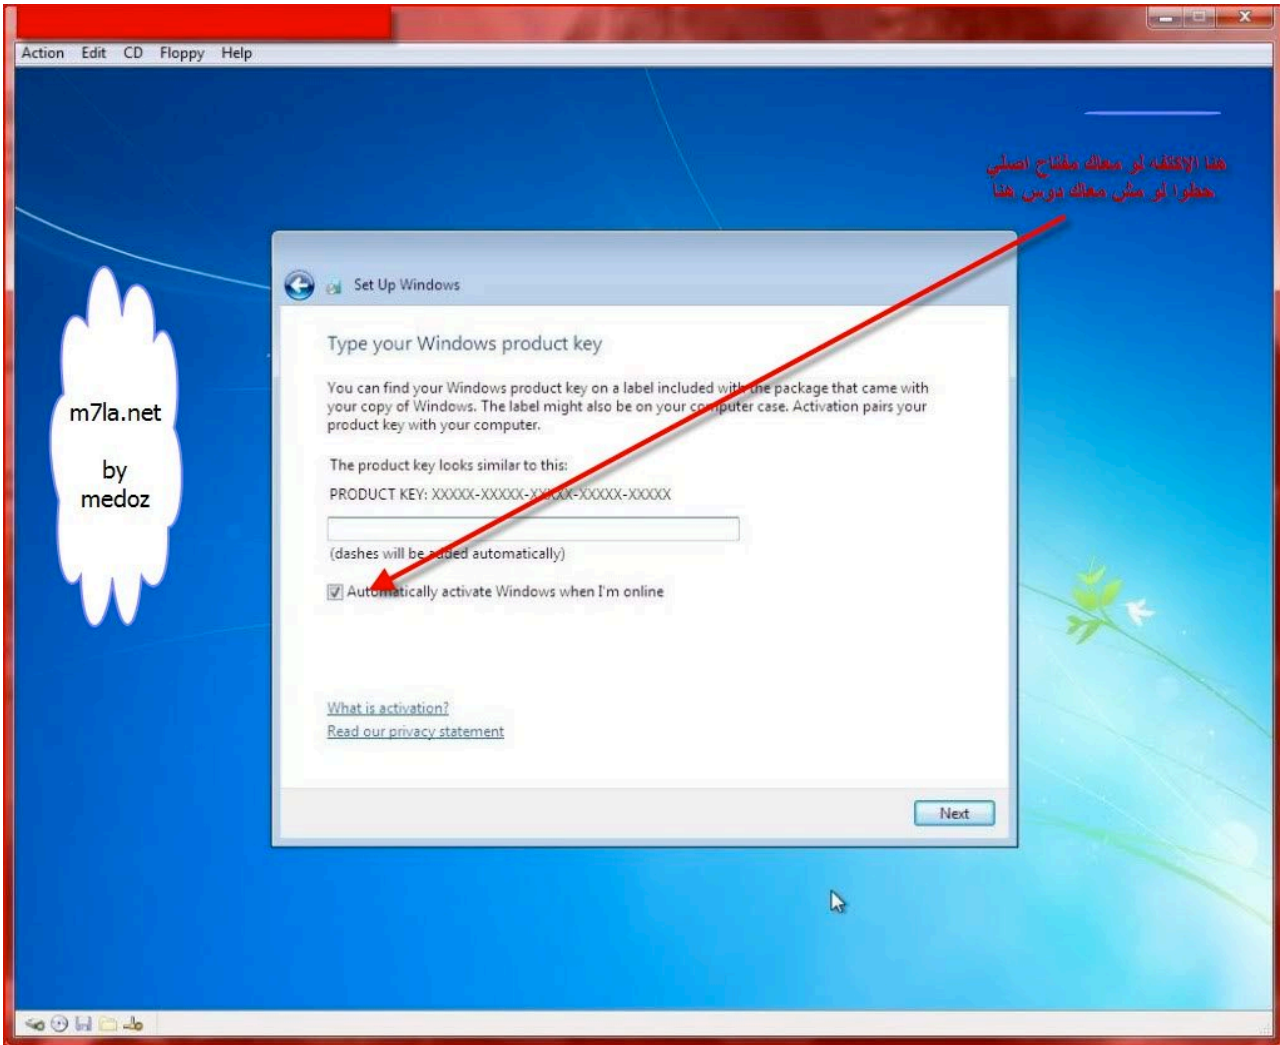 Action Edit CD Floppy Help
هنا الاكتفه لو معاك مفتاح اصلي
حطوا لو مش معاك دوس هنا
Set Up Windows
Type your Windows product key
You can find your Windows product key on a label included with the package that came with
your copy of Windows. The label might also be on your computer case. Activation pairs your
product key with your computer.
The product key looks similar to this:
PRODUCT KEY: XXXXX-XXXXX-XXXXX-XXXXX-XXXXX
(dashes will be added automatically)
Automatically activate Windows when I'm online
What is activation?
Read our privacy statement
Next
m7la.net
by
medoz